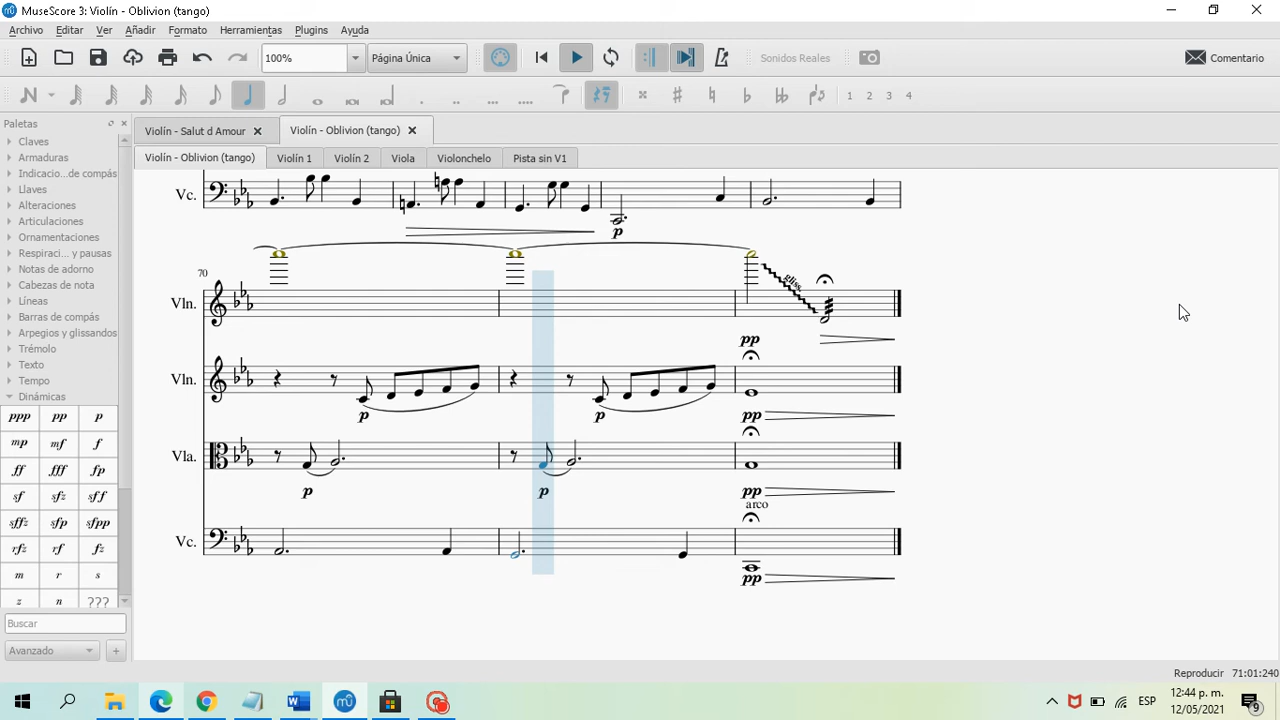 MuseScore 3: Violín - Oblivion (tango)
Archivo Editar Ver Añadir Formato Herramientas Plugins Ayuda
100% Página Única Sonidos Reales Comentario
1 2 3 4
Paletas
Violín - Salut d Amour Violín - Oblivion (tango)
Violín - Oblivion (tango) Violín 1 Violín 2 Viola Violonchelo Pista sin V1
Claves
Armaduras
Indicacio...de compás
Llaves
Alteraciones
Articulaciones
Ornamentaciones
Respiraci... y pausas
Notas de adorno
Cabezas de nota
Líneas
Barras de compás
Arpegios y glissandos
Trémolo
Texto
Tempo
Dinámicas
ppp pp p
mp mf f
ff fff fp
sf sfz sff
sffz sfp sfpp
rfz rf fz
m r s
z n ???
Buscar
Avanzado +
Vc.
p
70
Vln.
gliss.
pp
Vln.
p p pp
Vla.
p p pp
arco
Vc.
pp
Reproducir 71:01:240
ESP
12:44 p. m.
12/05/2021
9